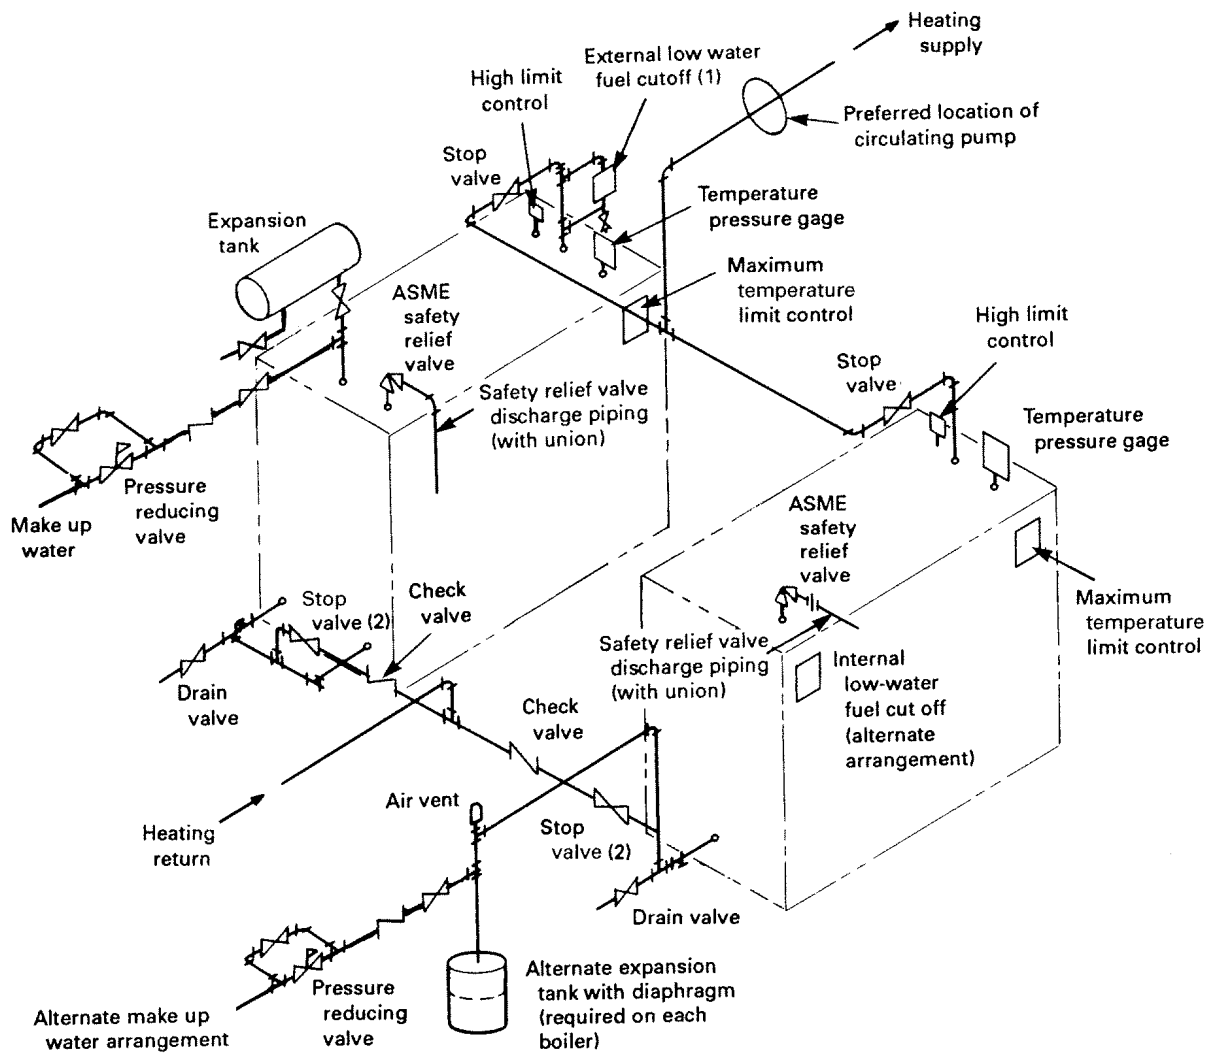 Heating
supply
External low water
fuel cutoff (1)
High limit
control
Preferred location of
circulating pump
Stop
valve
Temperature
pressure gage
Expansion
tank
Maximum
temperature
limit control
ASME
safety
relief
valve
High limit
control
Stop
valve
Safety relief valve
discharge piping
(with union)
Temperature
pressure gage
Pressure
reducing
valve
Make up
water
ASME
safety
relief
valve
Stop
valve (2)
Check
valve
Maximum
temperature
limit control
Safety relief valve
discharge piping
(with union)
Internal
low-water
fuel cut off
(alternate
arrangement)
Drain
valve
Check
valve
Air vent
Heating
return
Stop
valve (2)
Drain valve
Alternate expansion
tank with diaphragm
(required on each
boiler)
Pressure
reducing
valve
Alternate make up
water arrangement